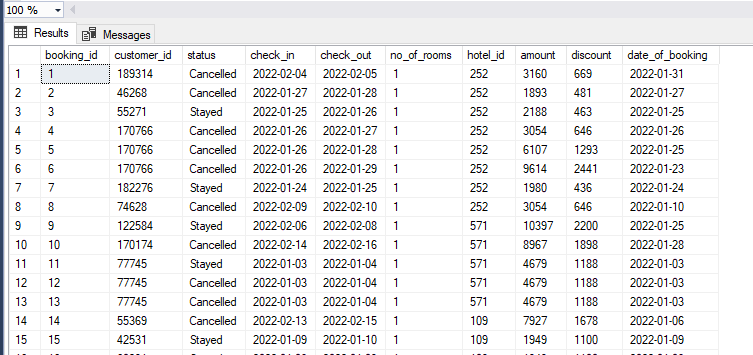 100 %
Results Messages
booking_id customer_id status check_in check_out no_of_rooms hotel_id amount discount date_of_booking
1 1 189314 Cancelled 2022-02-04 2022-02-05 1 252 3160 669 2022-01-31
2 2 46268 Cancelled 2022-01-27 2022-01-28 1 252 1893 481 2022-01-27
3 3 55271 Stayed 2022-01-25 2022-01-26 1 252 2188 463 2022-01-25
4 4 170766 Cancelled 2022-01-26 2022-01-27 1 252 3054 646 2022-01-26
5 5 170766 Cancelled 2022-01-26 2022-01-28 1 252 6107 1293 2022-01-25
6 6 170766 Cancelled 2022-01-26 2022-01-29 1 252 9614 2441 2022-01-23
7 7 182276 Stayed 2022-01-24 2022-01-25 1 252 1980 436 2022-01-24
8 8 74628 Cancelled 2022-02-09 2022-02-10 1 252 3054 646 2022-01-10
9 9 122584 Stayed 2022-02-06 2022-02-08 1 571 10397 2200 2022-01-25
10 10 170174 Cancelled 2022-02-14 2022-02-16 1 571 8967 1898 2022-01-28
11 11 77745 Stayed 2022-01-03 2022-01-04 1 571 4679 1188 2022-01-03
12 12 77745 Cancelled 2022-01-03 2022-01-04 1 571 4679 1188 2022-01-03
13 13 77745 Cancelled 2022-01-03 2022-01-04 1 571 4679 1188 2022-01-03
14 14 55369 Cancelled 2022-02-13 2022-02-15 1 109 7927 1678 2022-01-06
15 15 42531 Stayed 2022-01-09 2022-01-10 1 109 1949 1100 2022-01-09